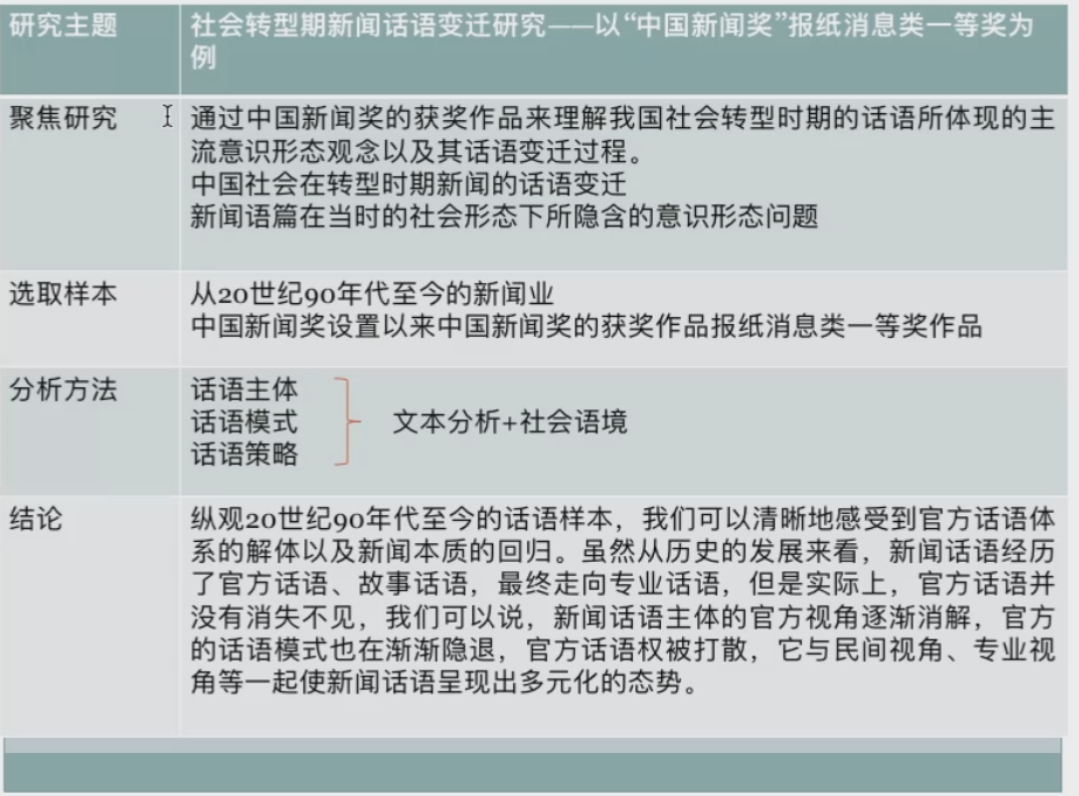 研究主题
社会转型期新闻话语变迁研究——以“中国新闻奖”报纸消息类一等奖为
例
聚焦研究
通过中国新闻奖的获奖作品来理解我国社会转型时期的话语所体现的主
流意识形态观念以及其话语变迁过程。
中国社会在转型时期新闻的话语变迁
新闻语篇在当时的社会形态下所隐含的意识形态问题
选取样本
从20世纪90年代至今的新闻业
中国新闻奖设置以来中国新闻奖的获奖作品报纸消息类一等奖作品
分析方法
话语主体
话语模式
话语策略
文本分析+社会语境
结论
纵观20世纪90年代至今的话语样本，我们可以清晰地感受到官方话语体
系的解体以及新闻本质的回归。虽然从历史的发展来看，新闻话语经历
了官方话语、故事话语，最终走向专业话语，但是实际上，官方话语并
没有消失不见，我们可以说，新闻话语主体的官方视角逐渐消解，官方
的话语模式也在渐渐隐退，官方话语权被打散，它与民间视角、专业视
角等一起使新闻话语呈现出多元化的态势。